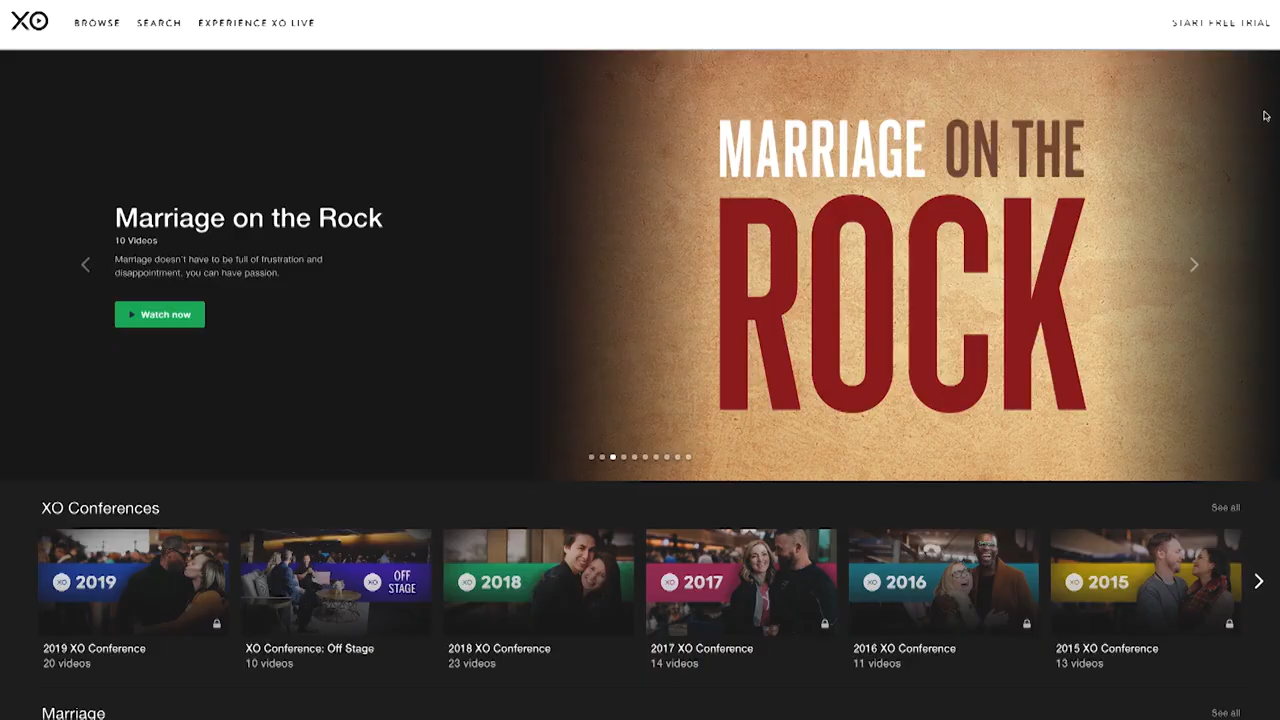 XO
BROWSE
SEARCH
EXPERIENCE XO LIVE
START FREE TRIAL
Marriage on the Rock
10 Videos
Marriage doesn't have to be full of frustration and
disappointment, you can have passion.
Watch now
MARRIAGE ON THE
ROCK
XO Conferences
See all
XO 2019
XO OFF
STAGE
XO 2018
XO 2017
XO 2016
XO 2015
2019 XO Conference
20 videos
XO Conference: Off Stage
10 videos
2018 XO Conference
23 videos
2017 XO Conference
14 videos
2016 XO Conference
11 videos
2015 XO Conference
13 videos
Marriage
See all